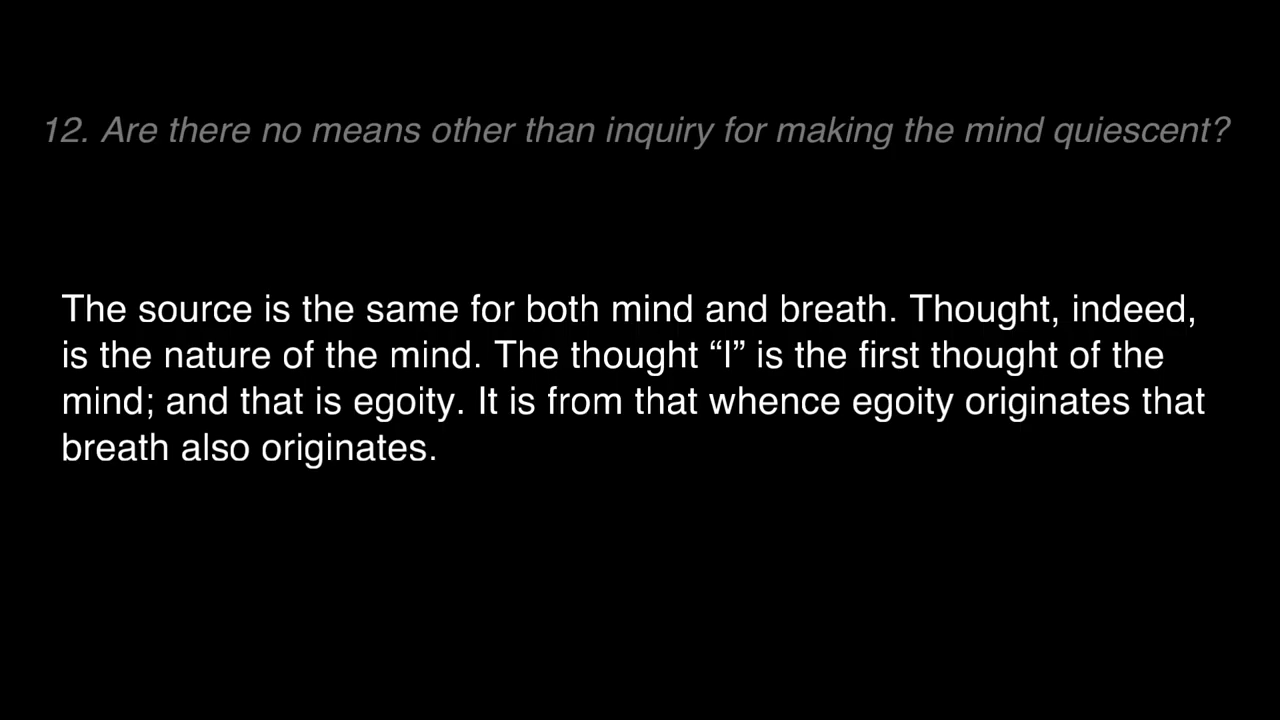 12. Are there no means other than inquiry for making the mind quiescent?
The source is the same for both mind and breath. Thought, indeed,
is the nature of the mind. The thought “I” is the first thought of the
mind; and that is egoity. It is from that whence egoity originates that
breath also originates.